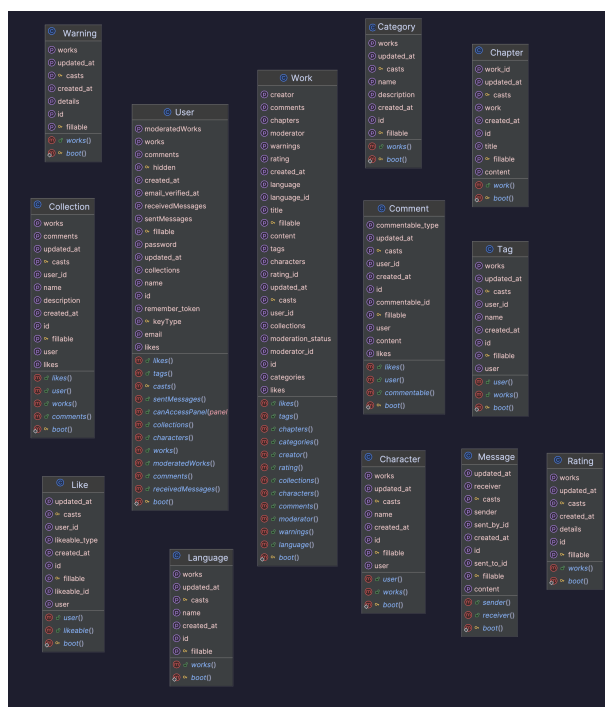 Warning
works
updated_at
casts
created_at
details
id
fillable
works()
boot()
User
moderatedWorks
works
comments
hidden
created_at
email_verified_at
receivedMessages
sentMessages
fillable
password
updated_at
collections
name
id
remember_token
keyType
email
likes
likes()
tags()
casts()
sentMessages()
canAccessPanel(panel
collections()
characters()
works()
moderatedWorks()
comments()
receivedMessages()
boot()
Work
creator
comments
chapters
moderator
warnings
rating
created_at
language
language_id
title
fillable
content
tags
characters
rating_id
updated_at
casts
user_id
collections
moderation_status
moderator_id
id
categories
likes
likes()
tags()
chapters()
categories()
creator()
rating()
collections()
characters()
comments()
moderator()
warnings()
language()
boot()
Category
works
updated_at
casts
name
description
created_at
id
fillable
works()
boot()
Chapter
work_id
updated_at
casts
work
created_at
id
title
fillable
content
work()
boot()
Collection
works
comments
updated_at
casts
user_id
name
description
created_at
id
fillable
user
likes
likes()
user()
works()
comments()
boot()
Comment
commentable_type
updated_at
casts
user_id
created_at
id
commentable_id
fillable
user
content
likes
likes()
user()
commentable()
boot()
Tag
works
updated_at
casts
user_id
name
created_at
id
fillable
user
user()
works()
boot()
Like
updated_at
casts
user_id
likeable_type
created_at
id
fillable
likeable_id
user
user()
likeable()
boot()
Language
works
updated_at
casts
name
created_at
id
fillable
works()
boot()
Character
works
updated_at
casts
name
created_at
id
fillable
user
user()
works()
boot()
Message
updated_at
receiver
casts
sender
sent_by_id
created_at
id
sent_to_id
fillable
content
sender()
receiver()
boot()
Rating
works
updated_at
casts
created_at
details
id
fillable
works()
boot()